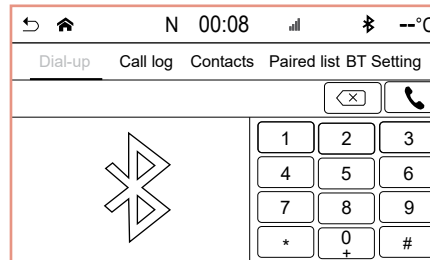 N 00:08 --°C
Dial-up Call log Contacts Paired list BT Setting
1 2 3
4 5 6
7 8 9
* 0 #
+